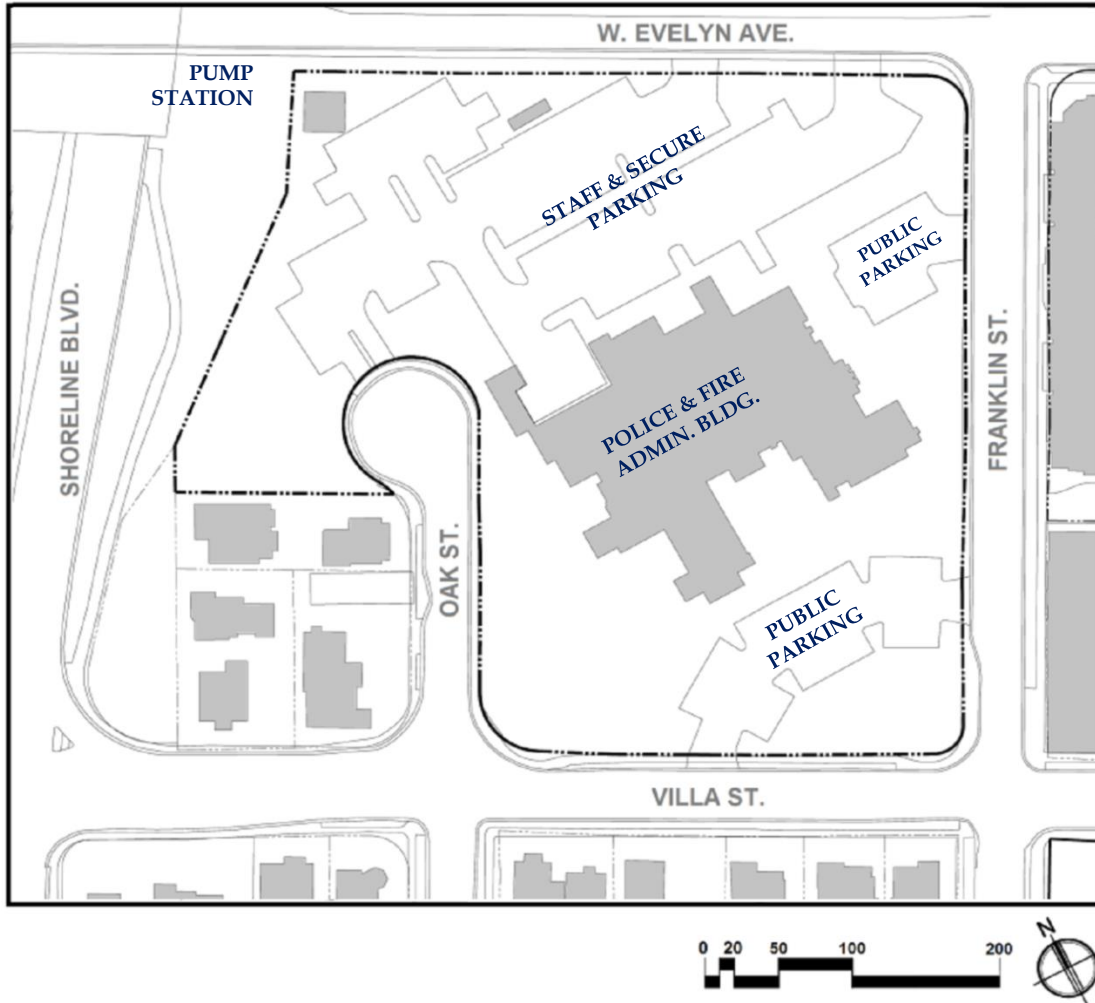 W. EVELYN AVE.
PUMP
STATION
STAFF & SECURE
PARKING
PUBLIC
PARKING
SHORELINE BLVD.
FRANKLIN ST.
POLICE & FIRE
ADMIN. BLDG.
OAK ST.
PUBLIC
PARKING
VILLA ST.
0 20 50 100 200
N